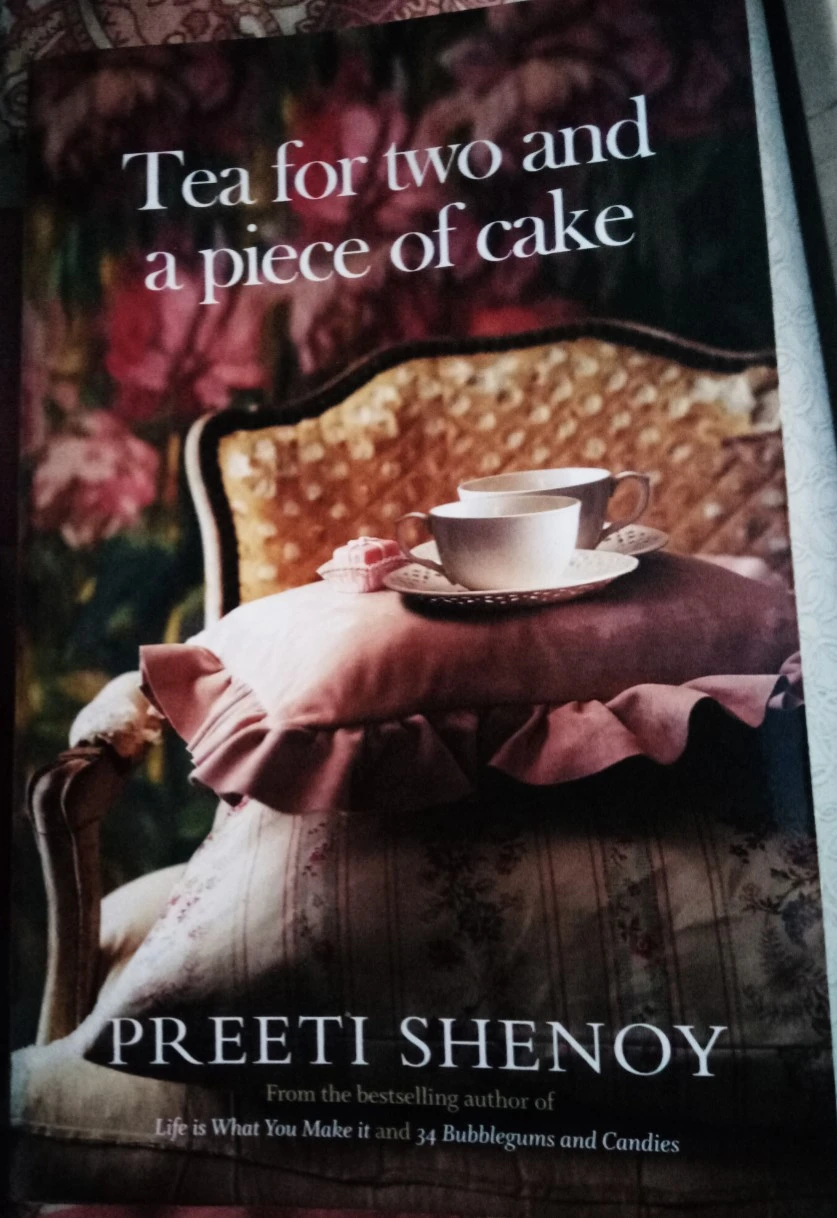 Tea for two and
a piece of cake
PREETI SHENOY
From the bestselling author of
Life is What You Make it and 34 Bubblegums and Candies